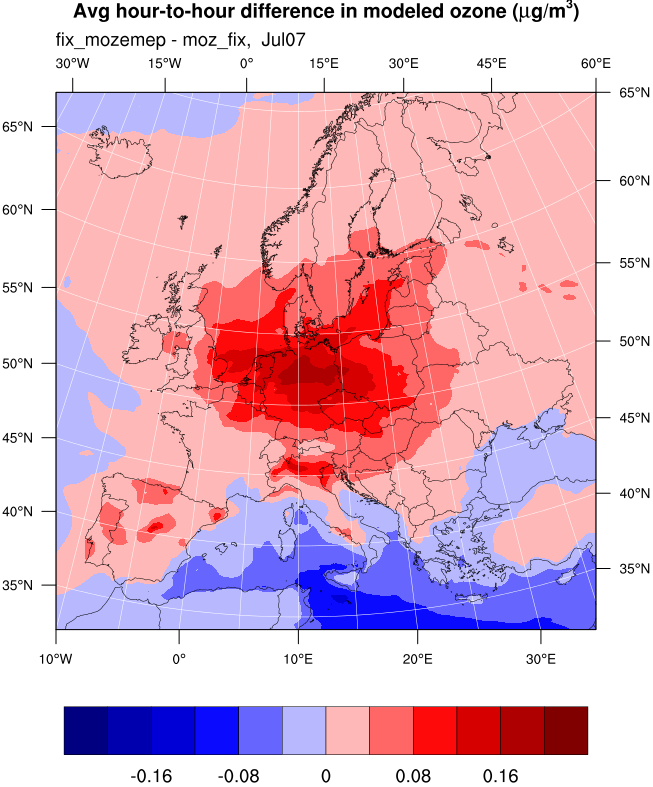 Avg hour-to-hour difference in modeled ozone (μg/m³)
fix_mozemep - moz_fix, Jul07
30°W 15°W 0° 15°E 30°E 45°E 60°E
65°N 65°N
60°N 60°N
55°N 55°N
50°N 50°N
45°N 45°N
40°N 40°N
35°N 35°N
10°W 0° 10°E 20°E 30°E
-0.16 -0.08 0 0.08 0.16